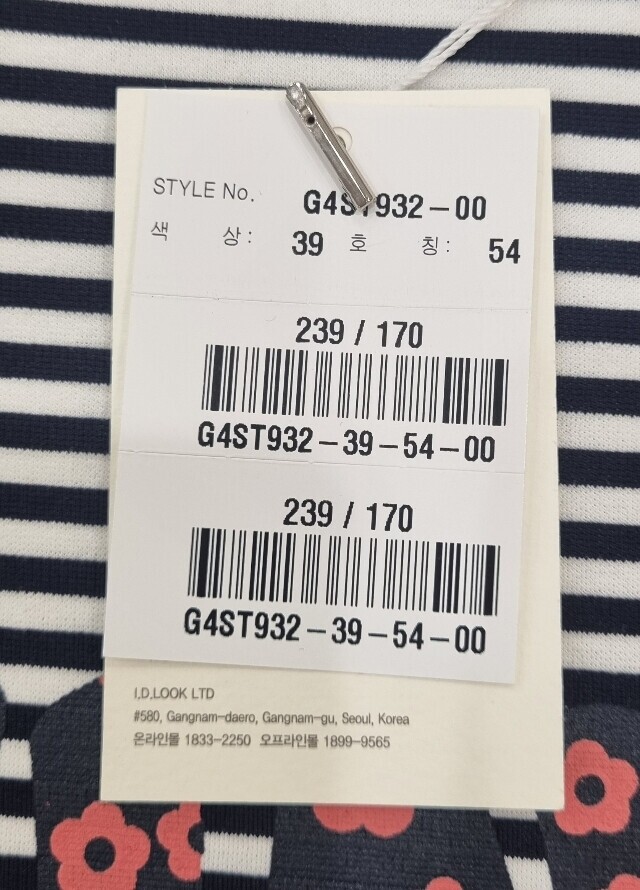 STYLE No. G4ST932-00
색 상: 39 호 칭: 54
239 / 170
G4ST932-39-54-00
239 / 170
G4ST932-39-54-00
I.D.LOOK LTD
#580, Gangnam-daero, Gangnam-gu, Seoul, Korea
온라인몰 1833-2250 오프라인몰 1899-9565